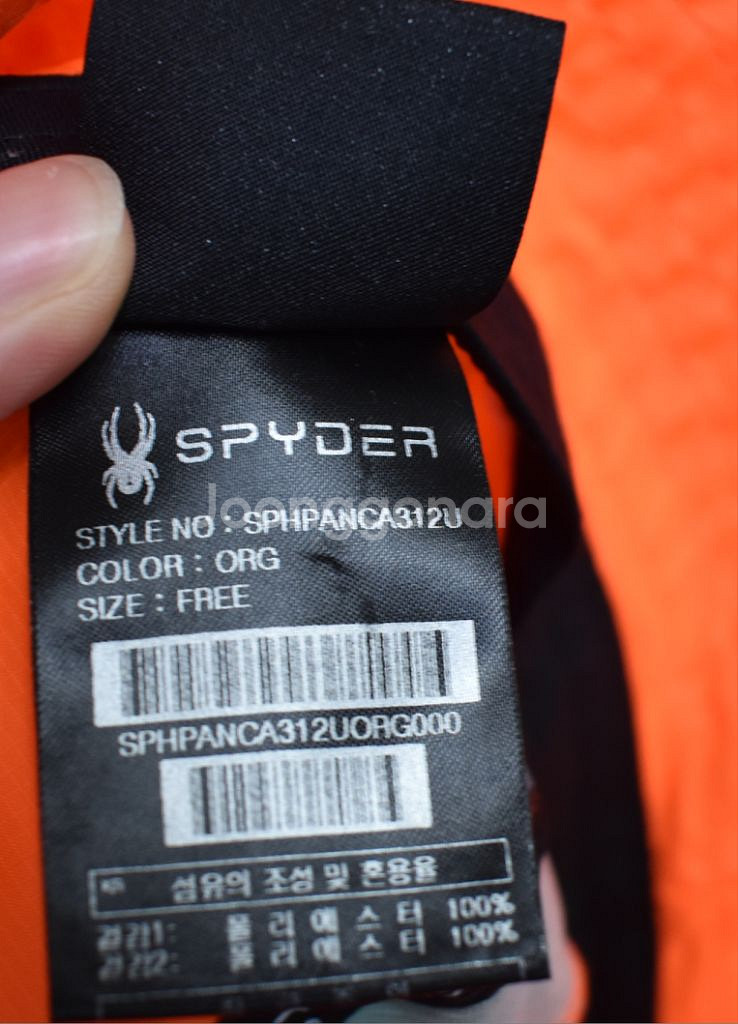 SPYDER
Joonggonara
STYLE NO : SPHPANCA312U
COLOR : ORG
SIZE : FREE
SPHPANCA312UORG000
섬유의 조성 및 혼용율
겉감1: 폴리에스터 100%
겉감2: 폴리에스터 100%